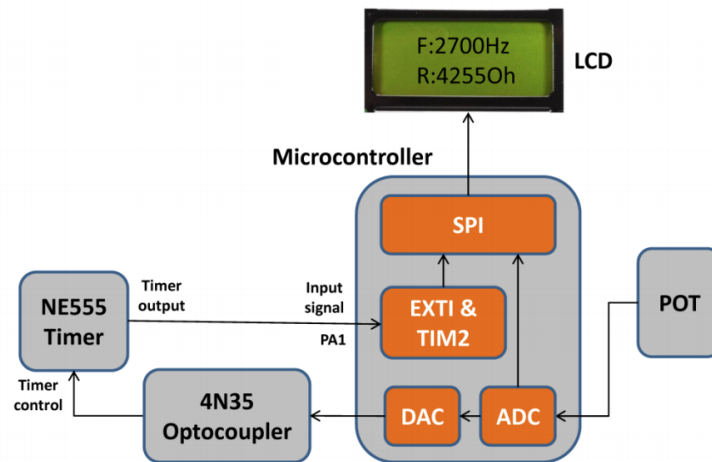 F:2700Hz
R:4255Oh
LCD
Microcontroller
SPI
Timer
output
Input
signal
PA1
NE555
Timer
EXTI &
TIM2
POT
Timer
control
4N35
Optocoupler
DAC
ADC